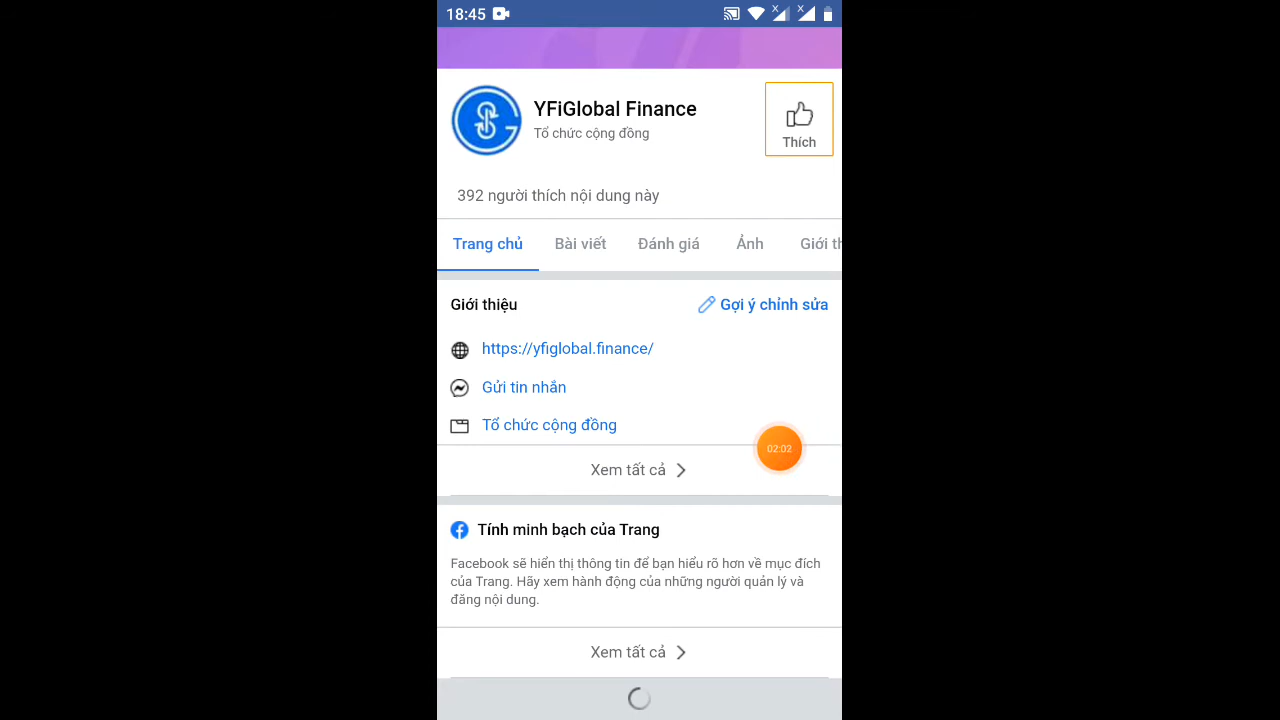 18:45
YFiGlobal Finance
Tổ chức cộng đồng
Thích
392 người thích nội dung này
Trang chủ Bài viết Đánh giá Ảnh Giới th
Giới thiệu Gợi ý chỉnh sửa
https://yfiglobal.finance/
Gửi tin nhắn
Tổ chức cộng đồng
02:02
Xem tất cả
Tính minh bạch của Trang
Facebook sẽ hiển thị thông tin để bạn hiểu rõ hơn về mục đích
của Trang. Hãy xem hành động của những người quản lý và
đăng nội dung.
Xem tất cả